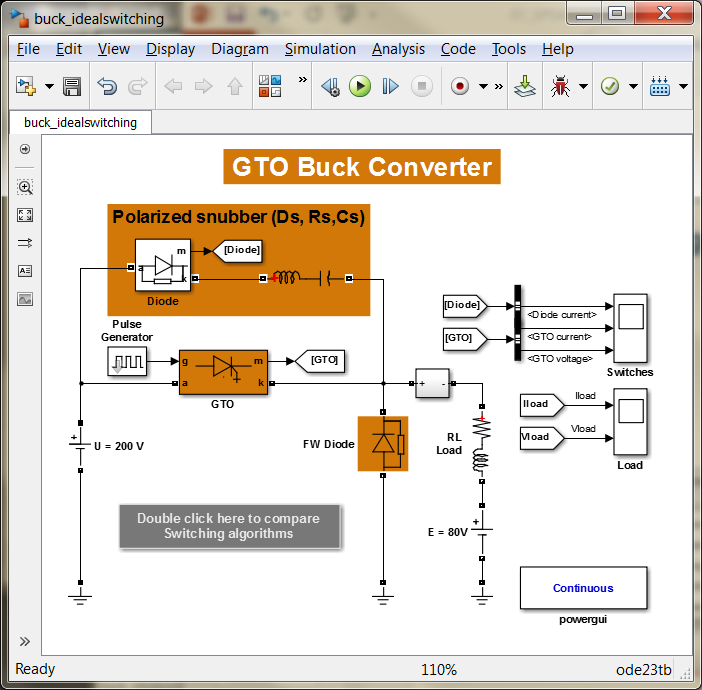 buck_idealswitching
File Edit View Display Diagram Simulation Analysis Code Tools Help
buck_idealswitching
GTO Buck Converter
Polarized snubber (Ds, Rs,Cs)
m
[Diode]
a
k
Diode
Pulse
Generator
g
m
[GTO]
a
k
GTO
+ -
U = 200 V
+
FW Diode
RL
Load
E = 80V
+
[Diode]
<Diode current>
[GTO]
<GTO current>
<GTO voltage>
Switches
Iload
Iload
Vload
Vload
Load
Double click here to compare
Switching algorithms
Continuous
powergui
Ready
110%
ode23tb